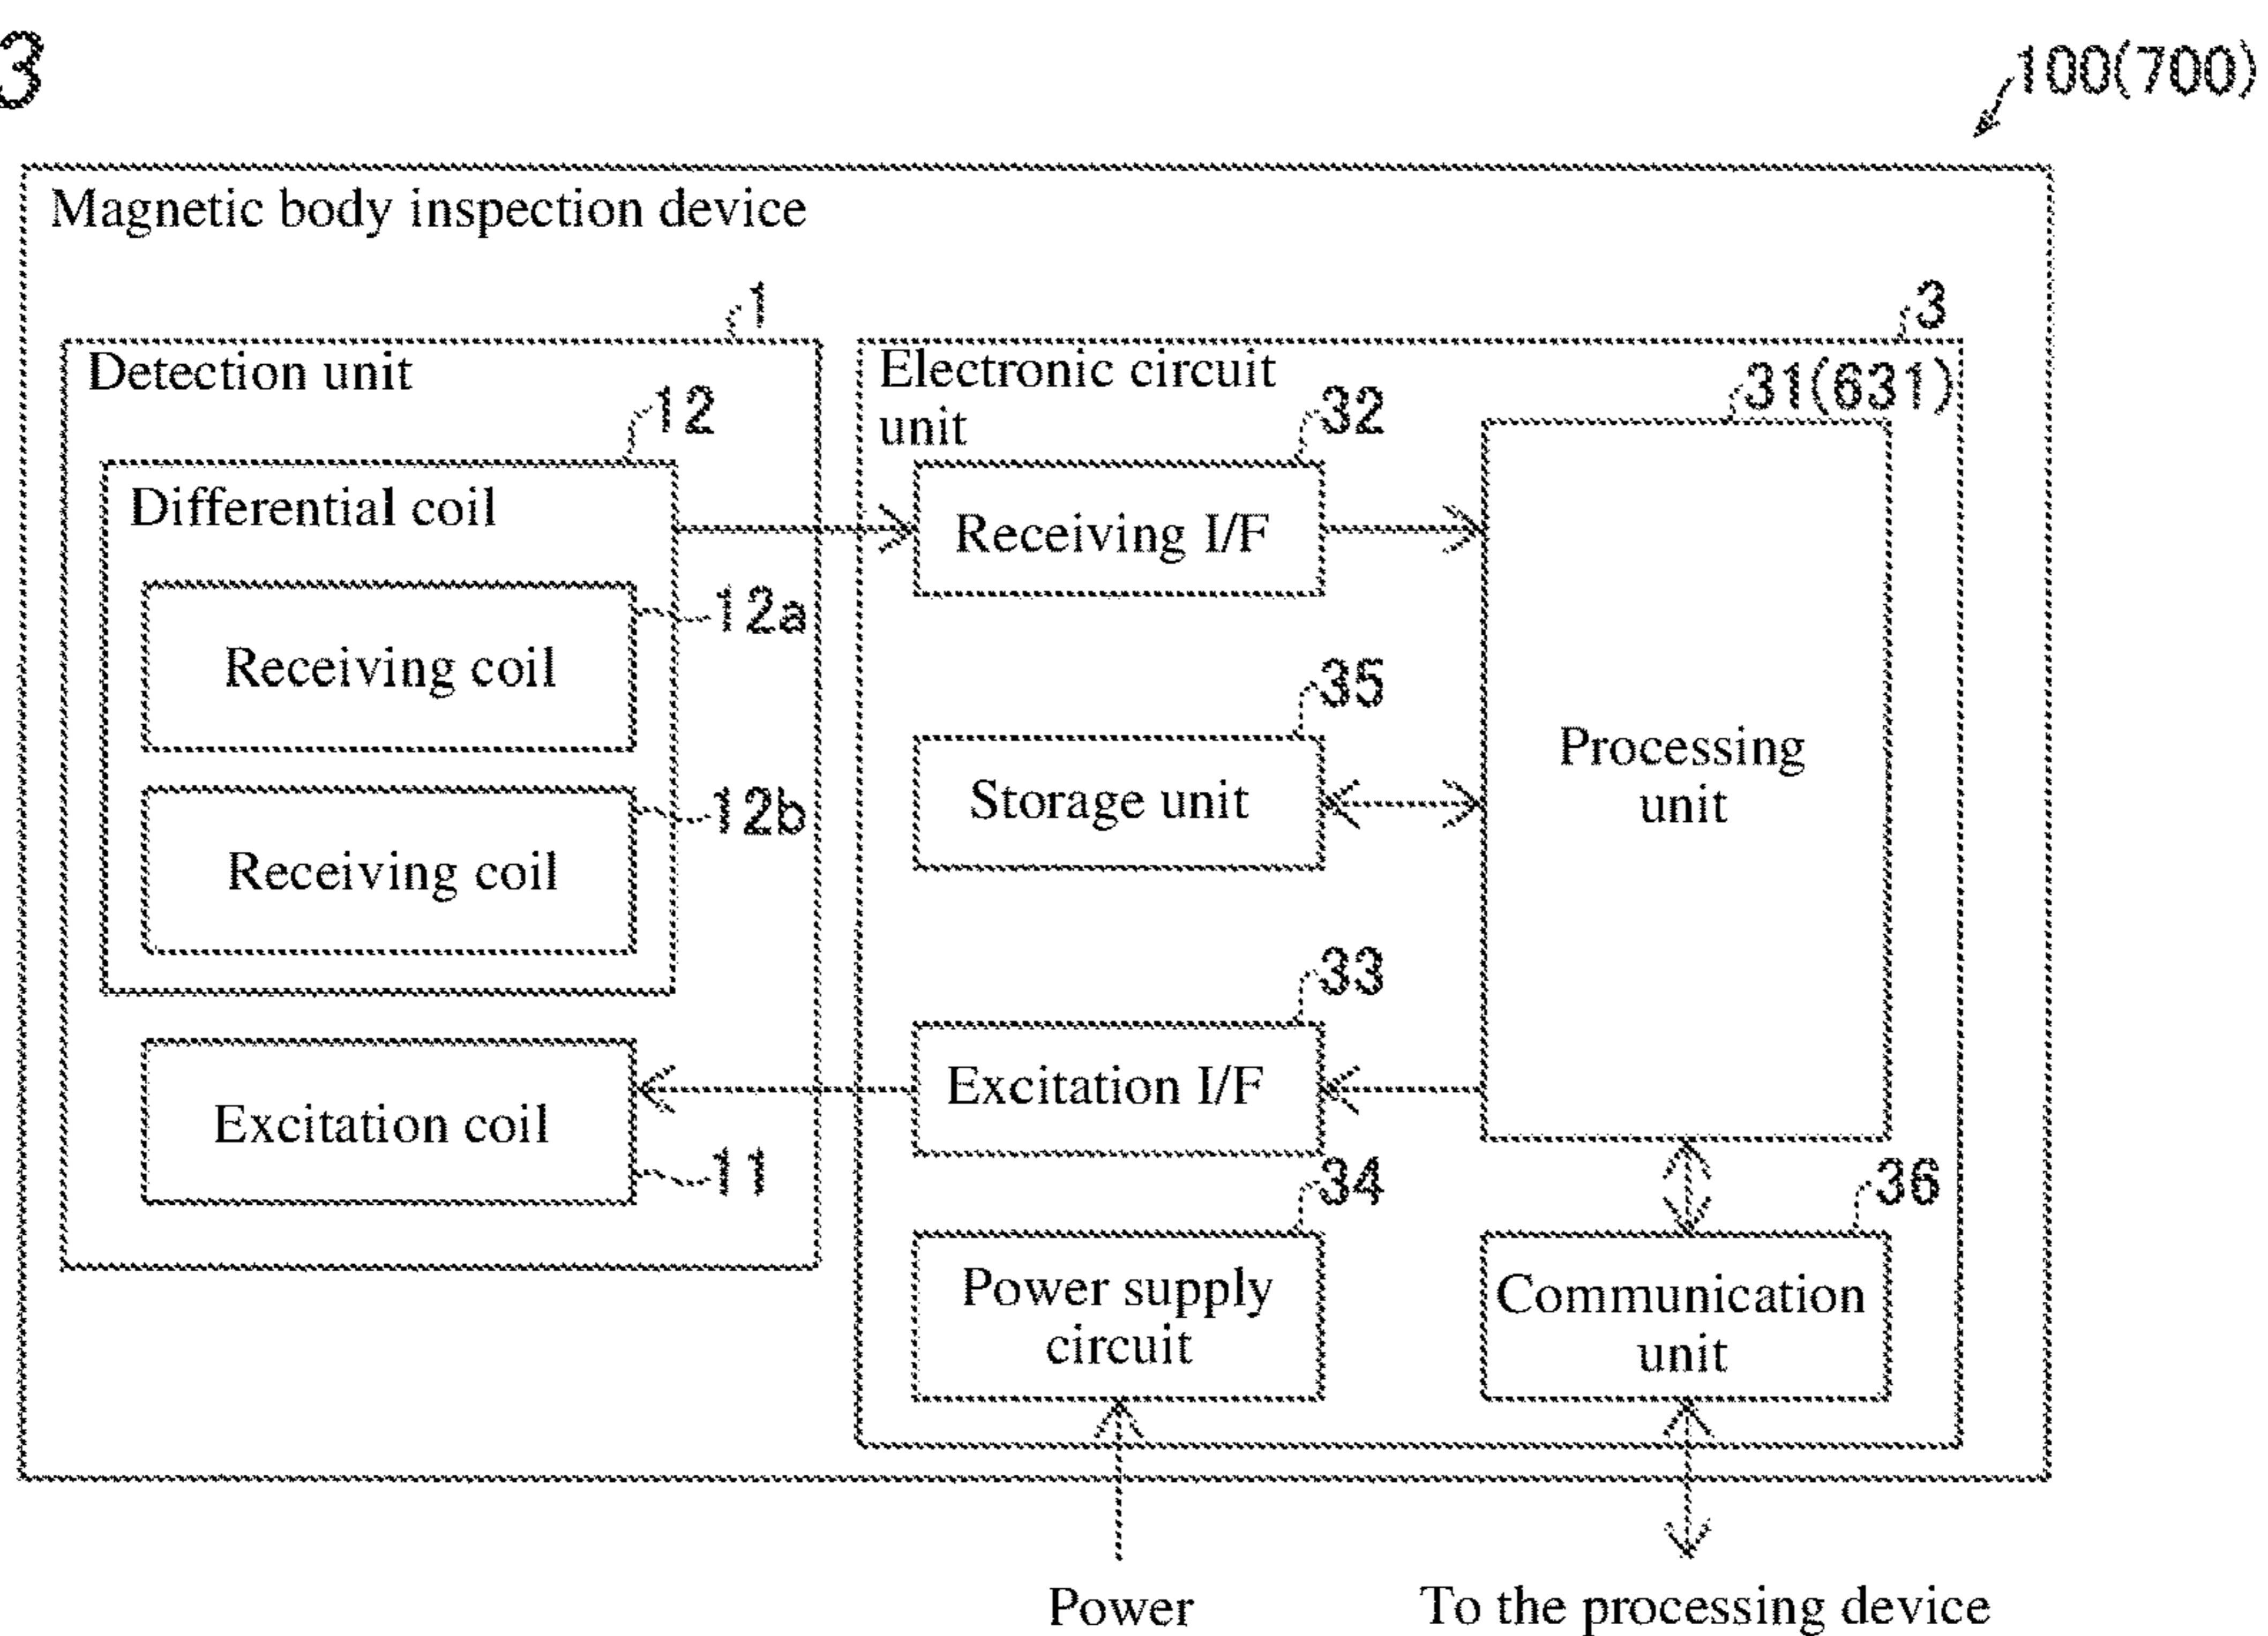 3
100(700)
Magnetic body inspection device
1
Detection unit
12
Differential coil
12a
Receiving coil
12b
Receiving coil
Excitation coil
11
3
Electronic circuit
unit
31(631)
32
Receiving I/F
35
Storage unit
Processing
unit
33
Excitation I/F
34
Power supply
circuit
36
Communication
unit
Power
To the processing device